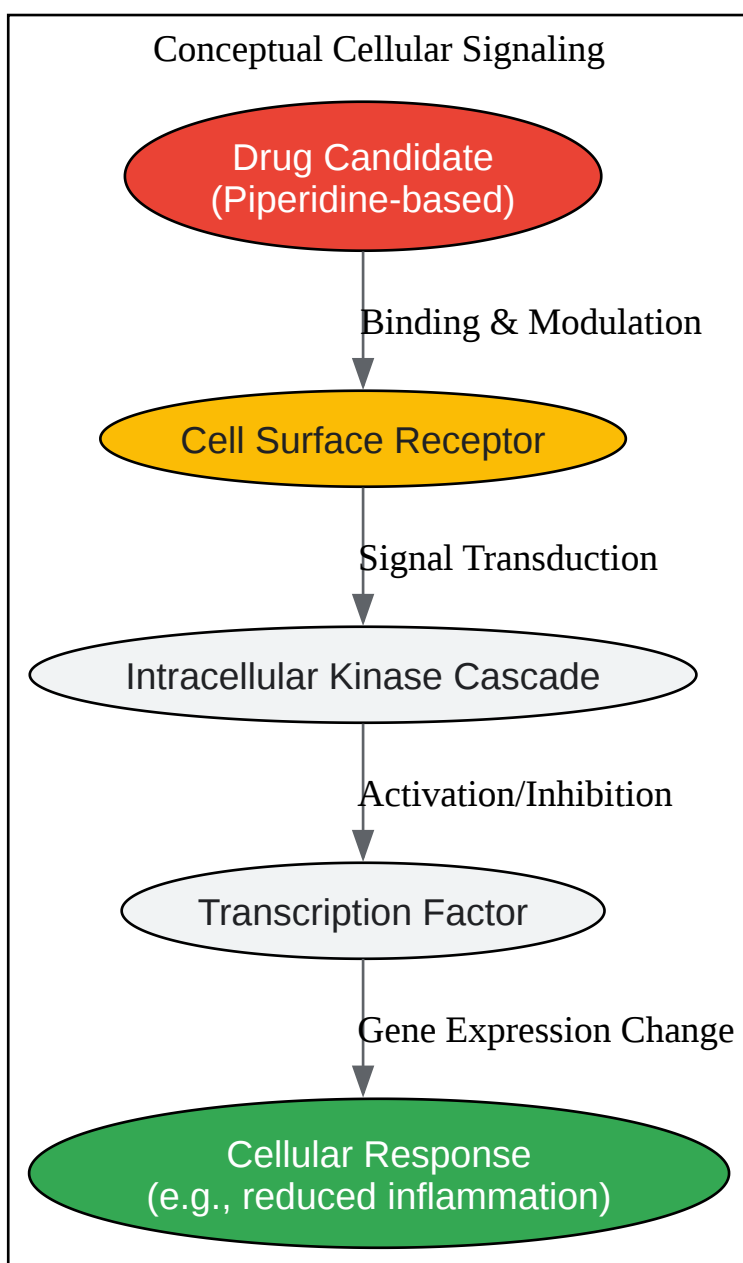 Conceptual Cellular Signaling
Drug Candidate
(Piperidine-based)
Binding & Modulation
Cell Surface Receptor
Signal Transduction
Intracellular Kinase Cascade
Activation/Inhibition
Transcription Factor
Gene Expression Change
Cellular Response
(e.g., reduced inflammation)